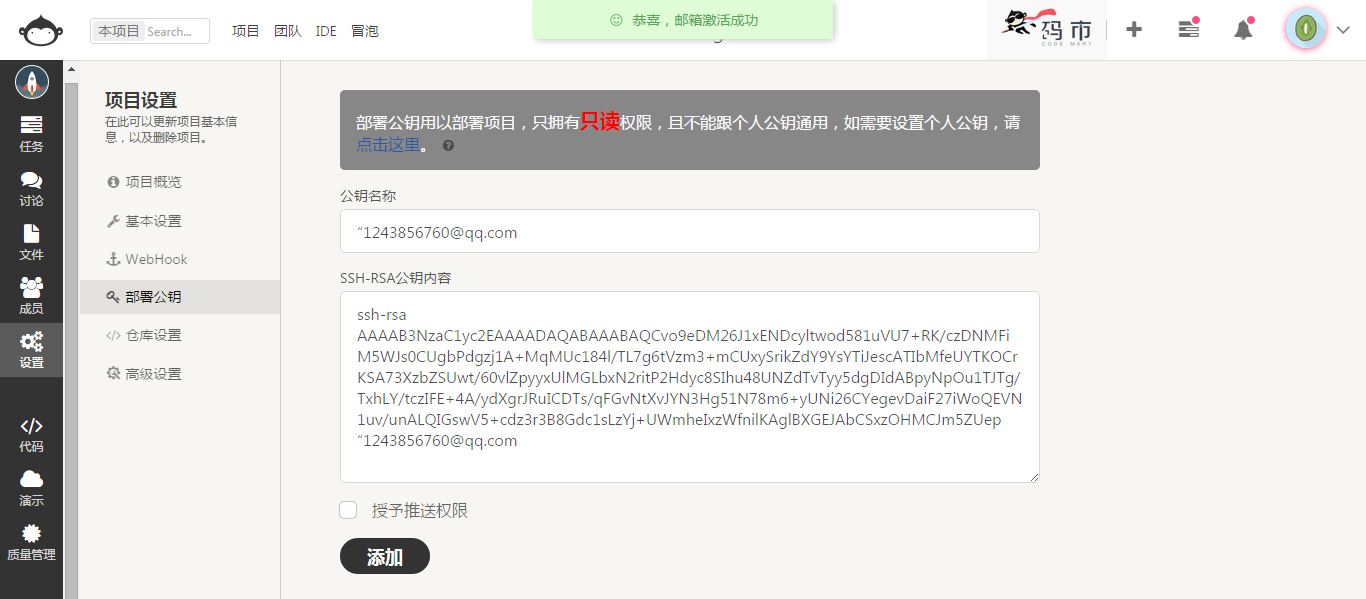 本项目 Search...
项目 团队 IDE 冒泡
恭喜，邮箱激活成功
码市
CODE MART
任务
讨论
文件
成员
设置
代码
演示
质量管理
项目设置
在此可以更新项目基本信
息，以及删除项目。
项目概览
基本设置
WebHook
部署公钥
仓库设置
高级设置
部署公钥用以部署项目，只拥有只读权限，且不能跟个人公钥通用，如需要设置个人公钥，请
点击这里。
公钥名称
“1243856760@qq.com
SSH-RSA公钥内容
ssh-rsa
AAAAB3NzaC1yc2EAAAADAQABAAABAQCvo9eDM26J1xENDcyltwod581uVU7+RK/czDNMFi
M5WJs0CUgbPdgzj1A+MqMUc184l/TL7g6tVzm3+mCUxySrikZdY9YsYTiJescATIbMfeUYTKOCr
KSA73XzbZSUwt/60vlZpyyxUlMGLbxN2ritP2Hdyc8SIhu48UNZdTvTyy5dgDIdABpyNpOu1TJTg/
TxhLY/tczIFE+4A/ydXgrJRuICDTs/qFGvNtXvJYN3Hg51N78m6+yUNi26CYegevDaiF27iWoQEVN
1uv/unALQIGswV5+cdz3r3B8Gdc1sLzYj+UWmheIxzWfnilKAglBXGEJAbCSxzOHMCJm5ZUep
“1243856760@qq.com
授予推送权限
添加